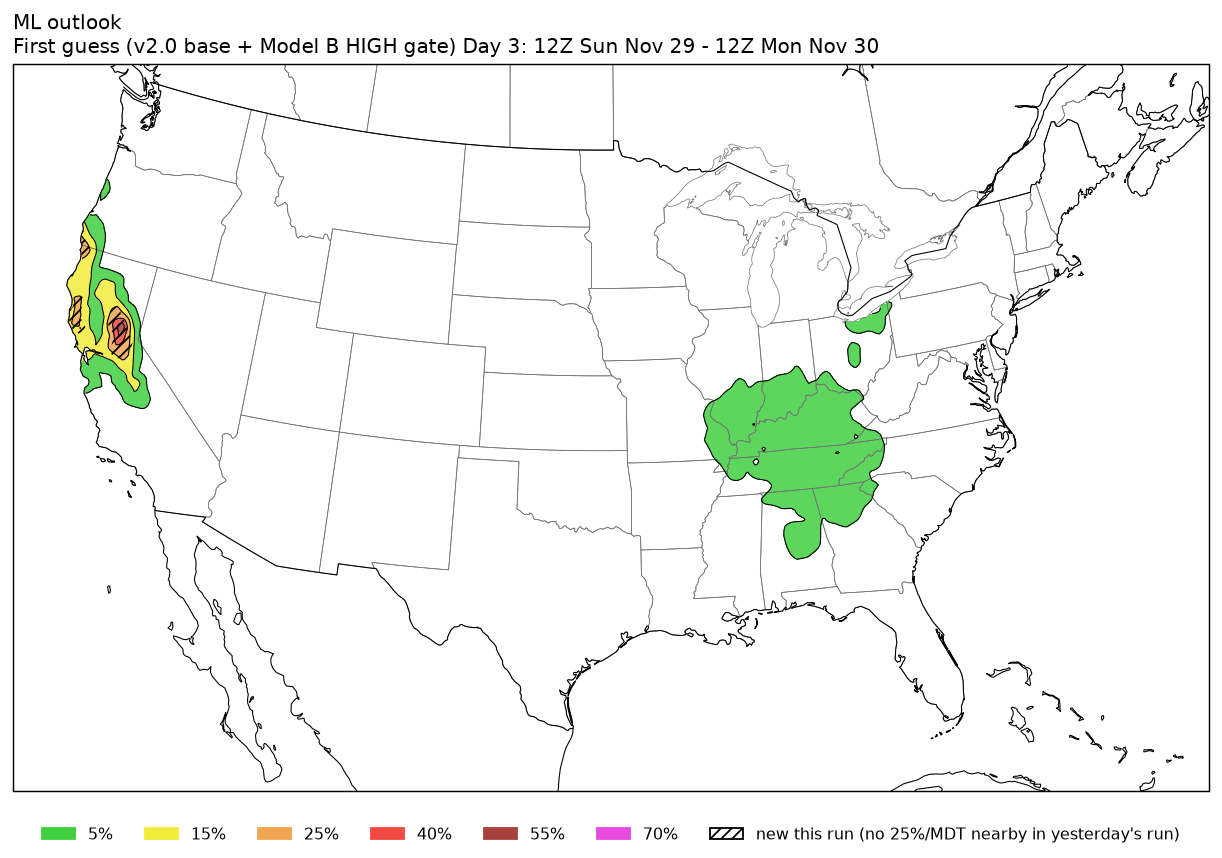 ML outlook
First guess (v2.0 base + Model B HIGH gate) Day 3: 12Z Sun Nov 29 - 12Z Mon Nov 30
5% 15% 25% 40% 55% 70% new this run (no 25%/MDT nearby in yesterday's run)